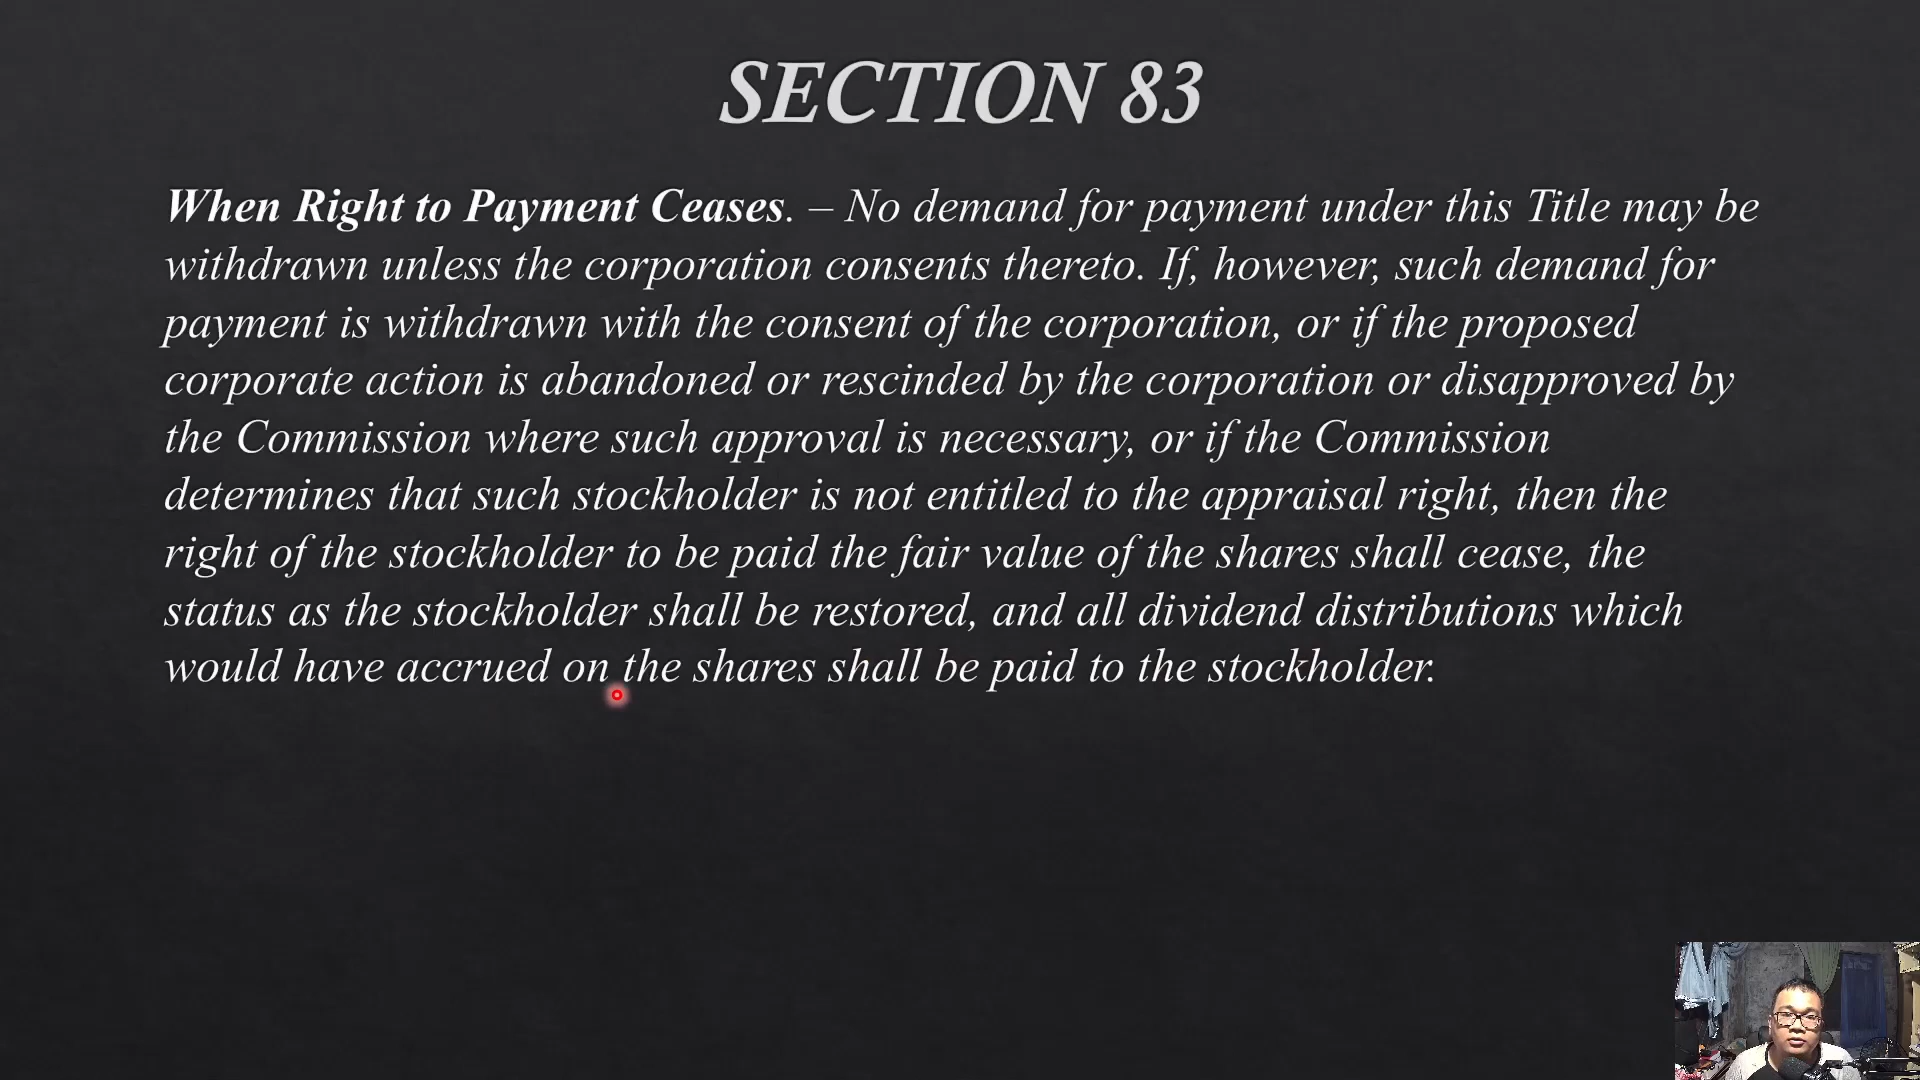 SECTION 83
When Right to Payment Ceases. – No demand for payment under this Title may be
withdrawn unless the corporation consents thereto. If, however, such demand for
payment is withdrawn with the consent of the corporation, or if the proposed
corporate action is abandoned or rescinded by the corporation or disapproved by
the Commission where such approval is necessary, or if the Commission
determines that such stockholder is not entitled to the appraisal right, then the
right of the stockholder to be paid the fair value of the shares shall cease, the
status as the stockholder shall be restored, and all dividend distributions which
would have accrued on the shares shall be paid to the stockholder.